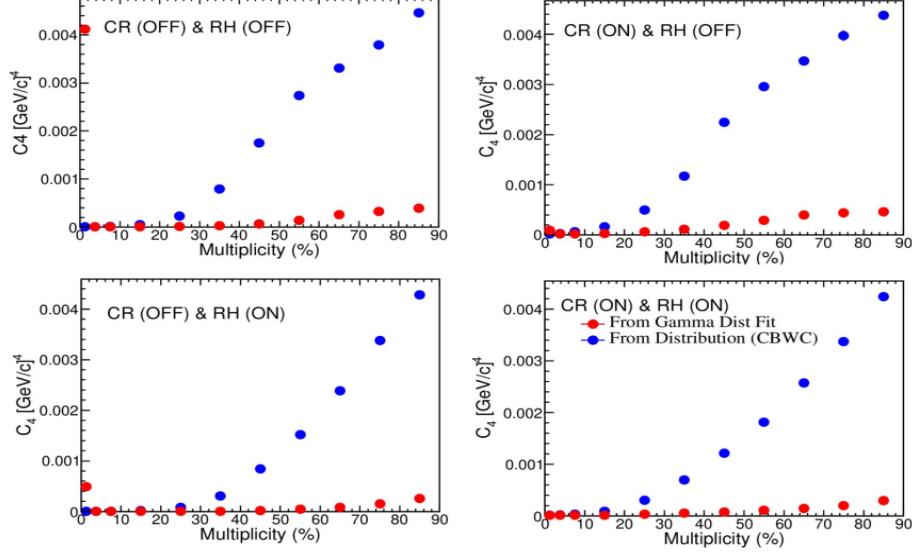 CR (OFF) & RH (OFF)
C4 [GeV/c]⁴
0.004
0.003
0.002
0.001
0
0 10 20 30 40 50 60 70 80 90
Multiplicity (%)
CR (ON) & RH (OFF)
C₄ [GeV/c]⁴
0.004
0.003
0.002
0.001
0
0 10 20 30 40 50 60 70 80 90
Multiplicity (%)
CR (OFF) & RH (ON)
C₄ [GeV/c]⁴
0.004
0.003
0.002
0.001
0
0 10 20 30 40 50 60 70 80 90
Multiplicity (%)
CR (ON) & RH (ON)
From Gamma Dist Fit
From Distribution (CBWC)
C₄ [GeV/c]⁴
0.004
0.003
0.002
0.001
0
0 10 20 30 40 50 60 70 80 90
Multiplicity (%)